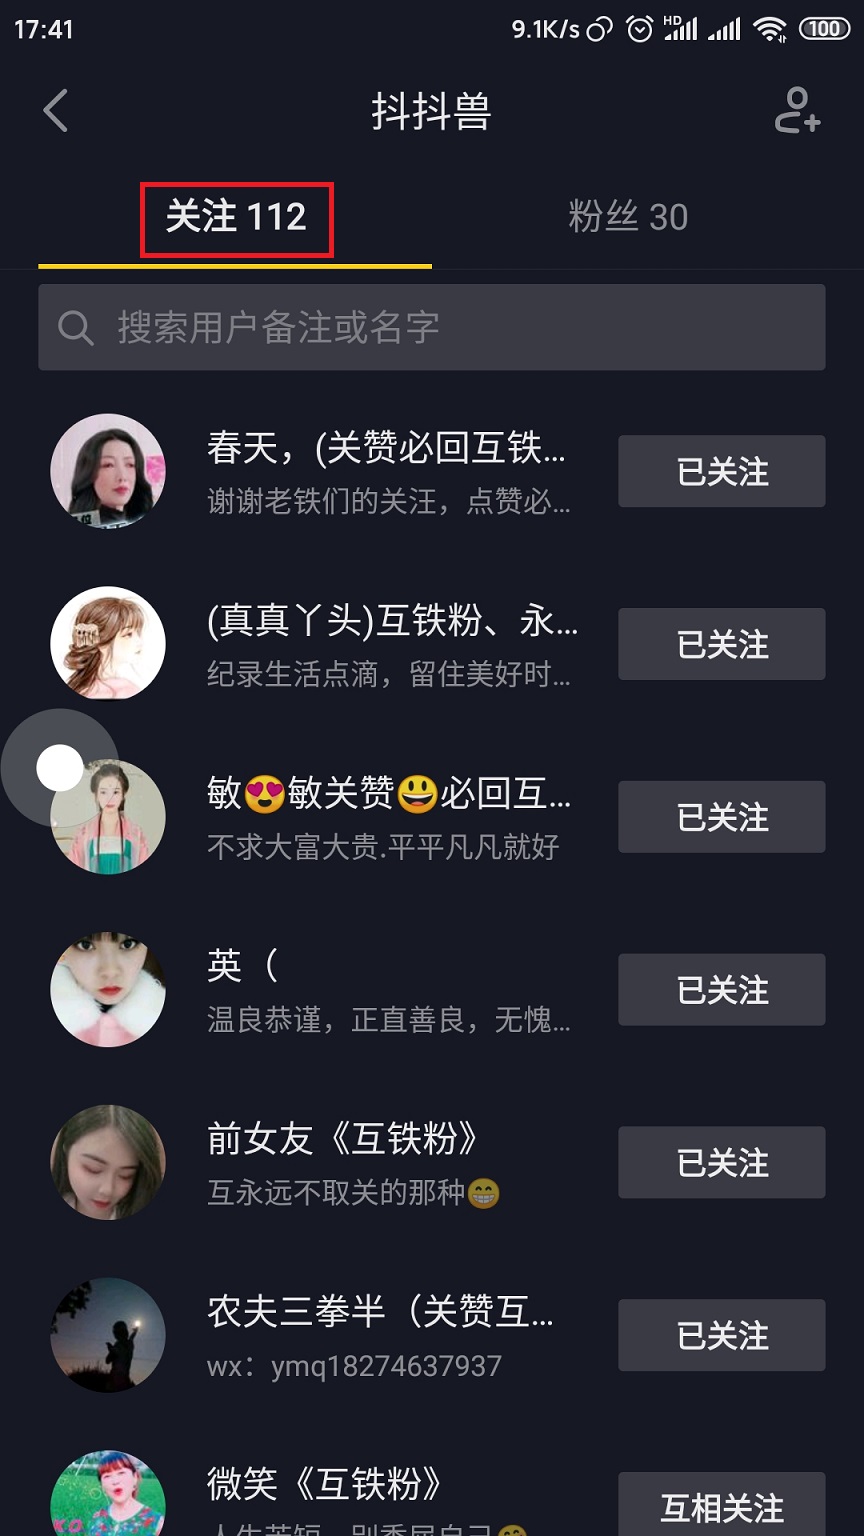 17:41 9.1K/s HD 100
抖抖兽
关注 112 粉丝 30
搜索用户备注或名字
春天，(关赞必回互铁...
谢谢老铁们的关汪，点赞必...
已关注
(真真丫头)互铁粉、永...
纪录生活点滴，留住美好时...
已关注
敏😍敏关赞😃必回互...
不求大富大贵.平平凡凡就好
已关注
英（
温良恭谨，正直善良，无愧...
已关注
前女友《互铁粉》
互永远不取关的那种😁
已关注
农夫三拳半（关赞互...
wx：ymq18274637937
已关注
微笑《互铁粉》
互相关注